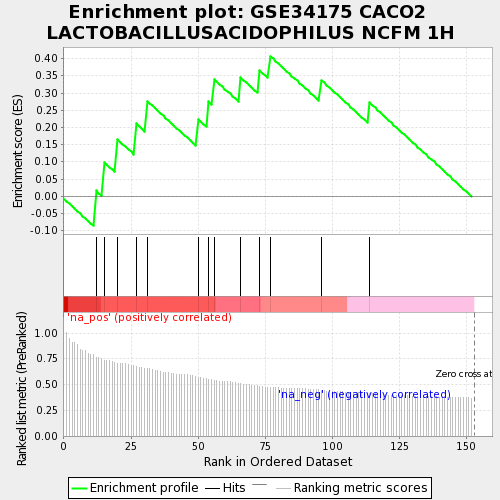 Enrichment plot: GSE34175 CACO2
LACTOBACILLUSACIDOPHILUS NCFM 1H
Enrichment score (ES)
0.40
0.35
0.30
0.25
0.20
0.15
0.10
0.05
0.00
-0.05
-0.10
'na_pos' (positively correlated)
Ranked list metric (PreRanked)
1.00
0.75
0.50
0.25
0.00
Zero cross at
'na_neg' (negatively correlated)
0 25 50 75 100 125 150
Rank in Ordered Dataset
Enrichment profile Hits Ranking metric scores